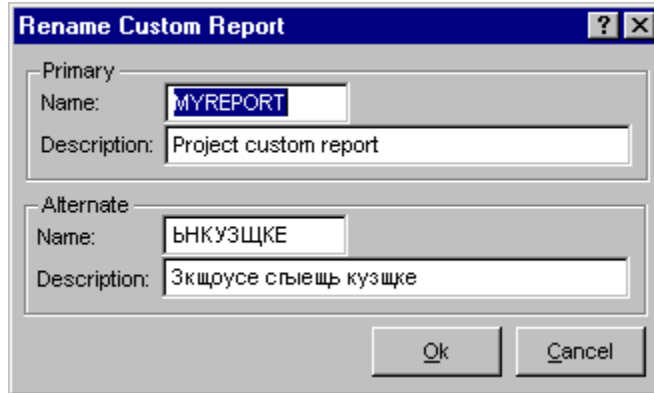 Rename Custom Report
Primary
Name: MYREPORT
Description: Project custom report
Alternate
Name: ЬНКУЗЩКЕ
Description: Зкщоусе сгыещь кузщке
Ok Cancel